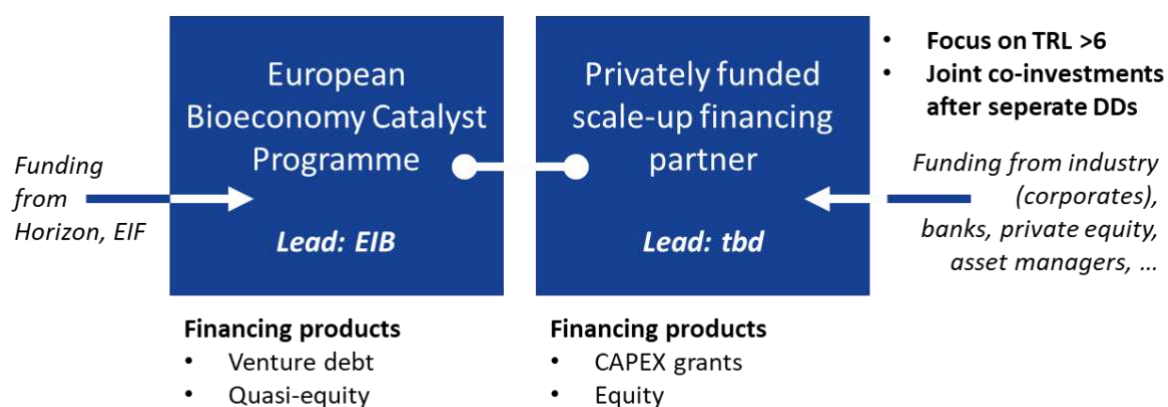 European
Bioeconomy Catalyst
Programme
Lead: EIB
Privately funded
scale-up financing
partner
Lead: tbd
• Focus on TRL >6
• Joint co-investments
after seperate DDs
Funding
from
Horizon, EIF
Funding from industry
(corporates),
banks, private equity,
asset managers, ...
Financing products
• Venture debt
• Quasi-equity
Financing products
• CAPEX grants
• Equity